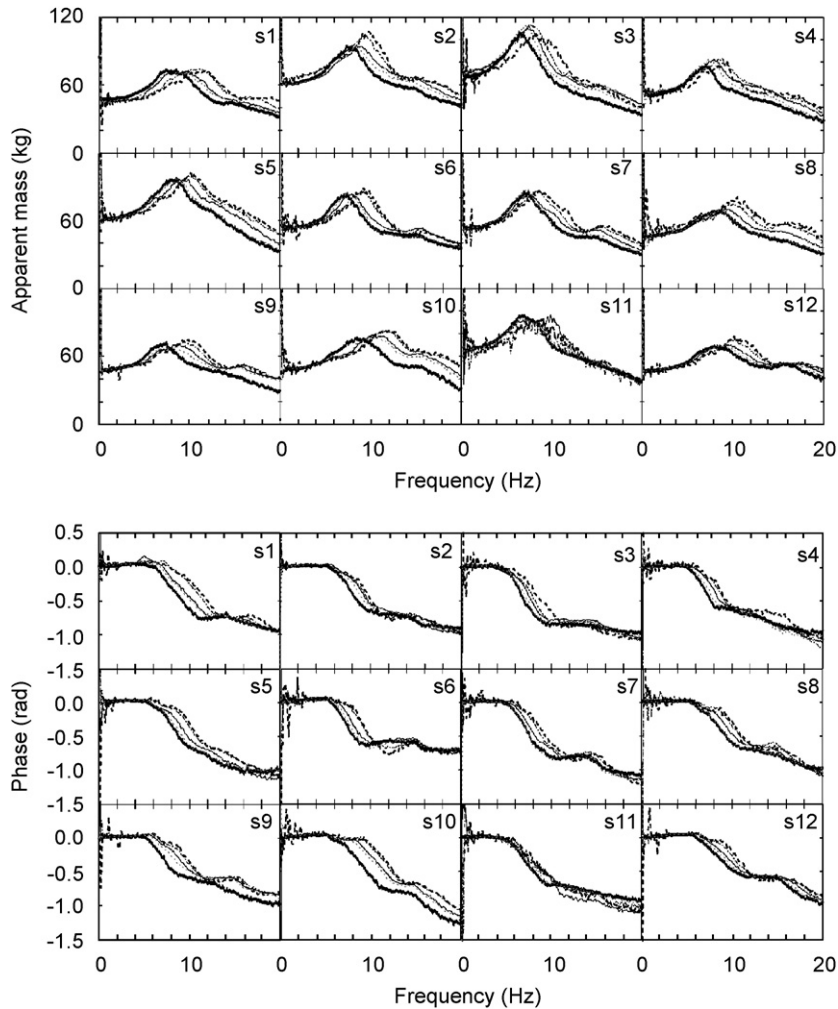 120
s1 s2 s3 s4
60
0
s5 s6 s7 s8
60
0
s9 s10 s11 s12
60
0
0 10 0 10 0 10 0 10 20
Apparent mass (kg)
Frequency (Hz)
0.5
s1 s2 s3 s4
0.0
-0.5
-1.0
-1.5
s5 s6 s7 s8
0.0
-0.5
-1.0
-1.5
s9 s10 s11 s12
0.0
-0.5
-1.0
-1.5
0 10 0 10 0 10 0 10 20
Phase (rad)
Frequency (Hz)